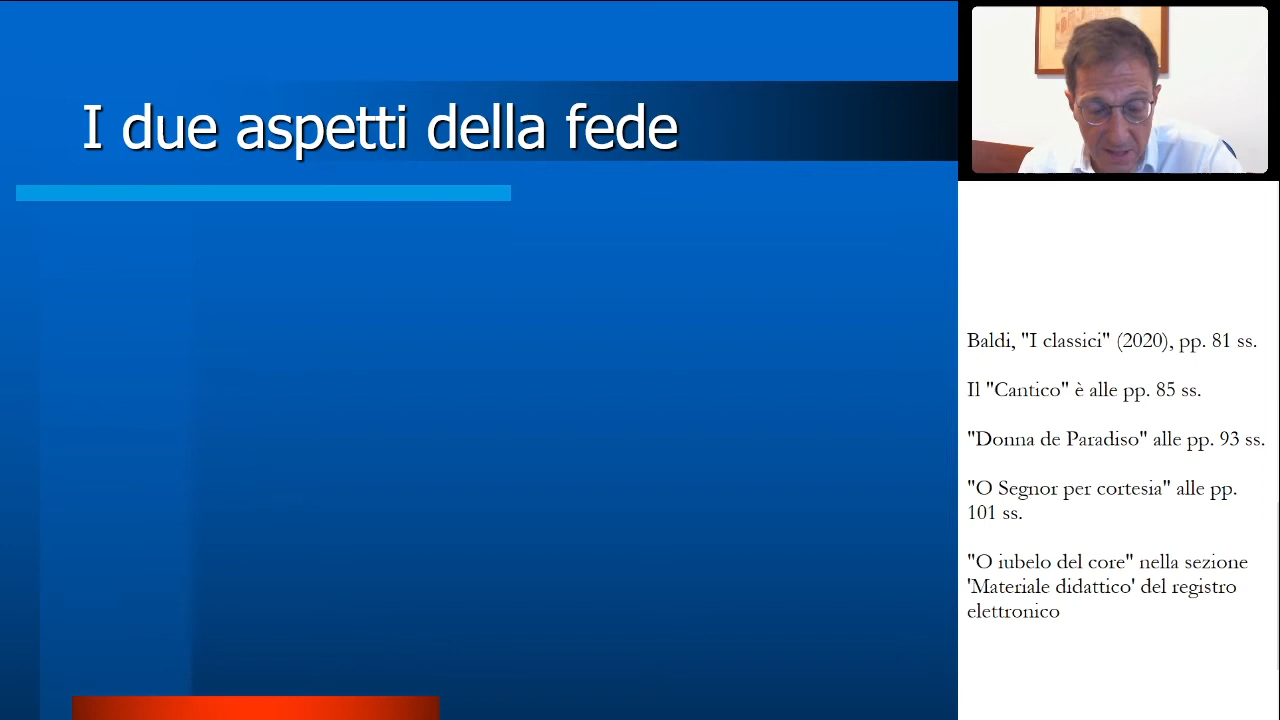 I due aspetti della fede
Baldi, "I classici" (2020), pp. 81 ss.
Il "Cantico" è alle pp. 85 ss.
"Donna de Paradiso" alle pp. 93 ss.
"O Segnor per cortesia" alle pp.
101 ss.
"O iubelo del core" nella sezione
'Materiale didattico' del registro
elettronico